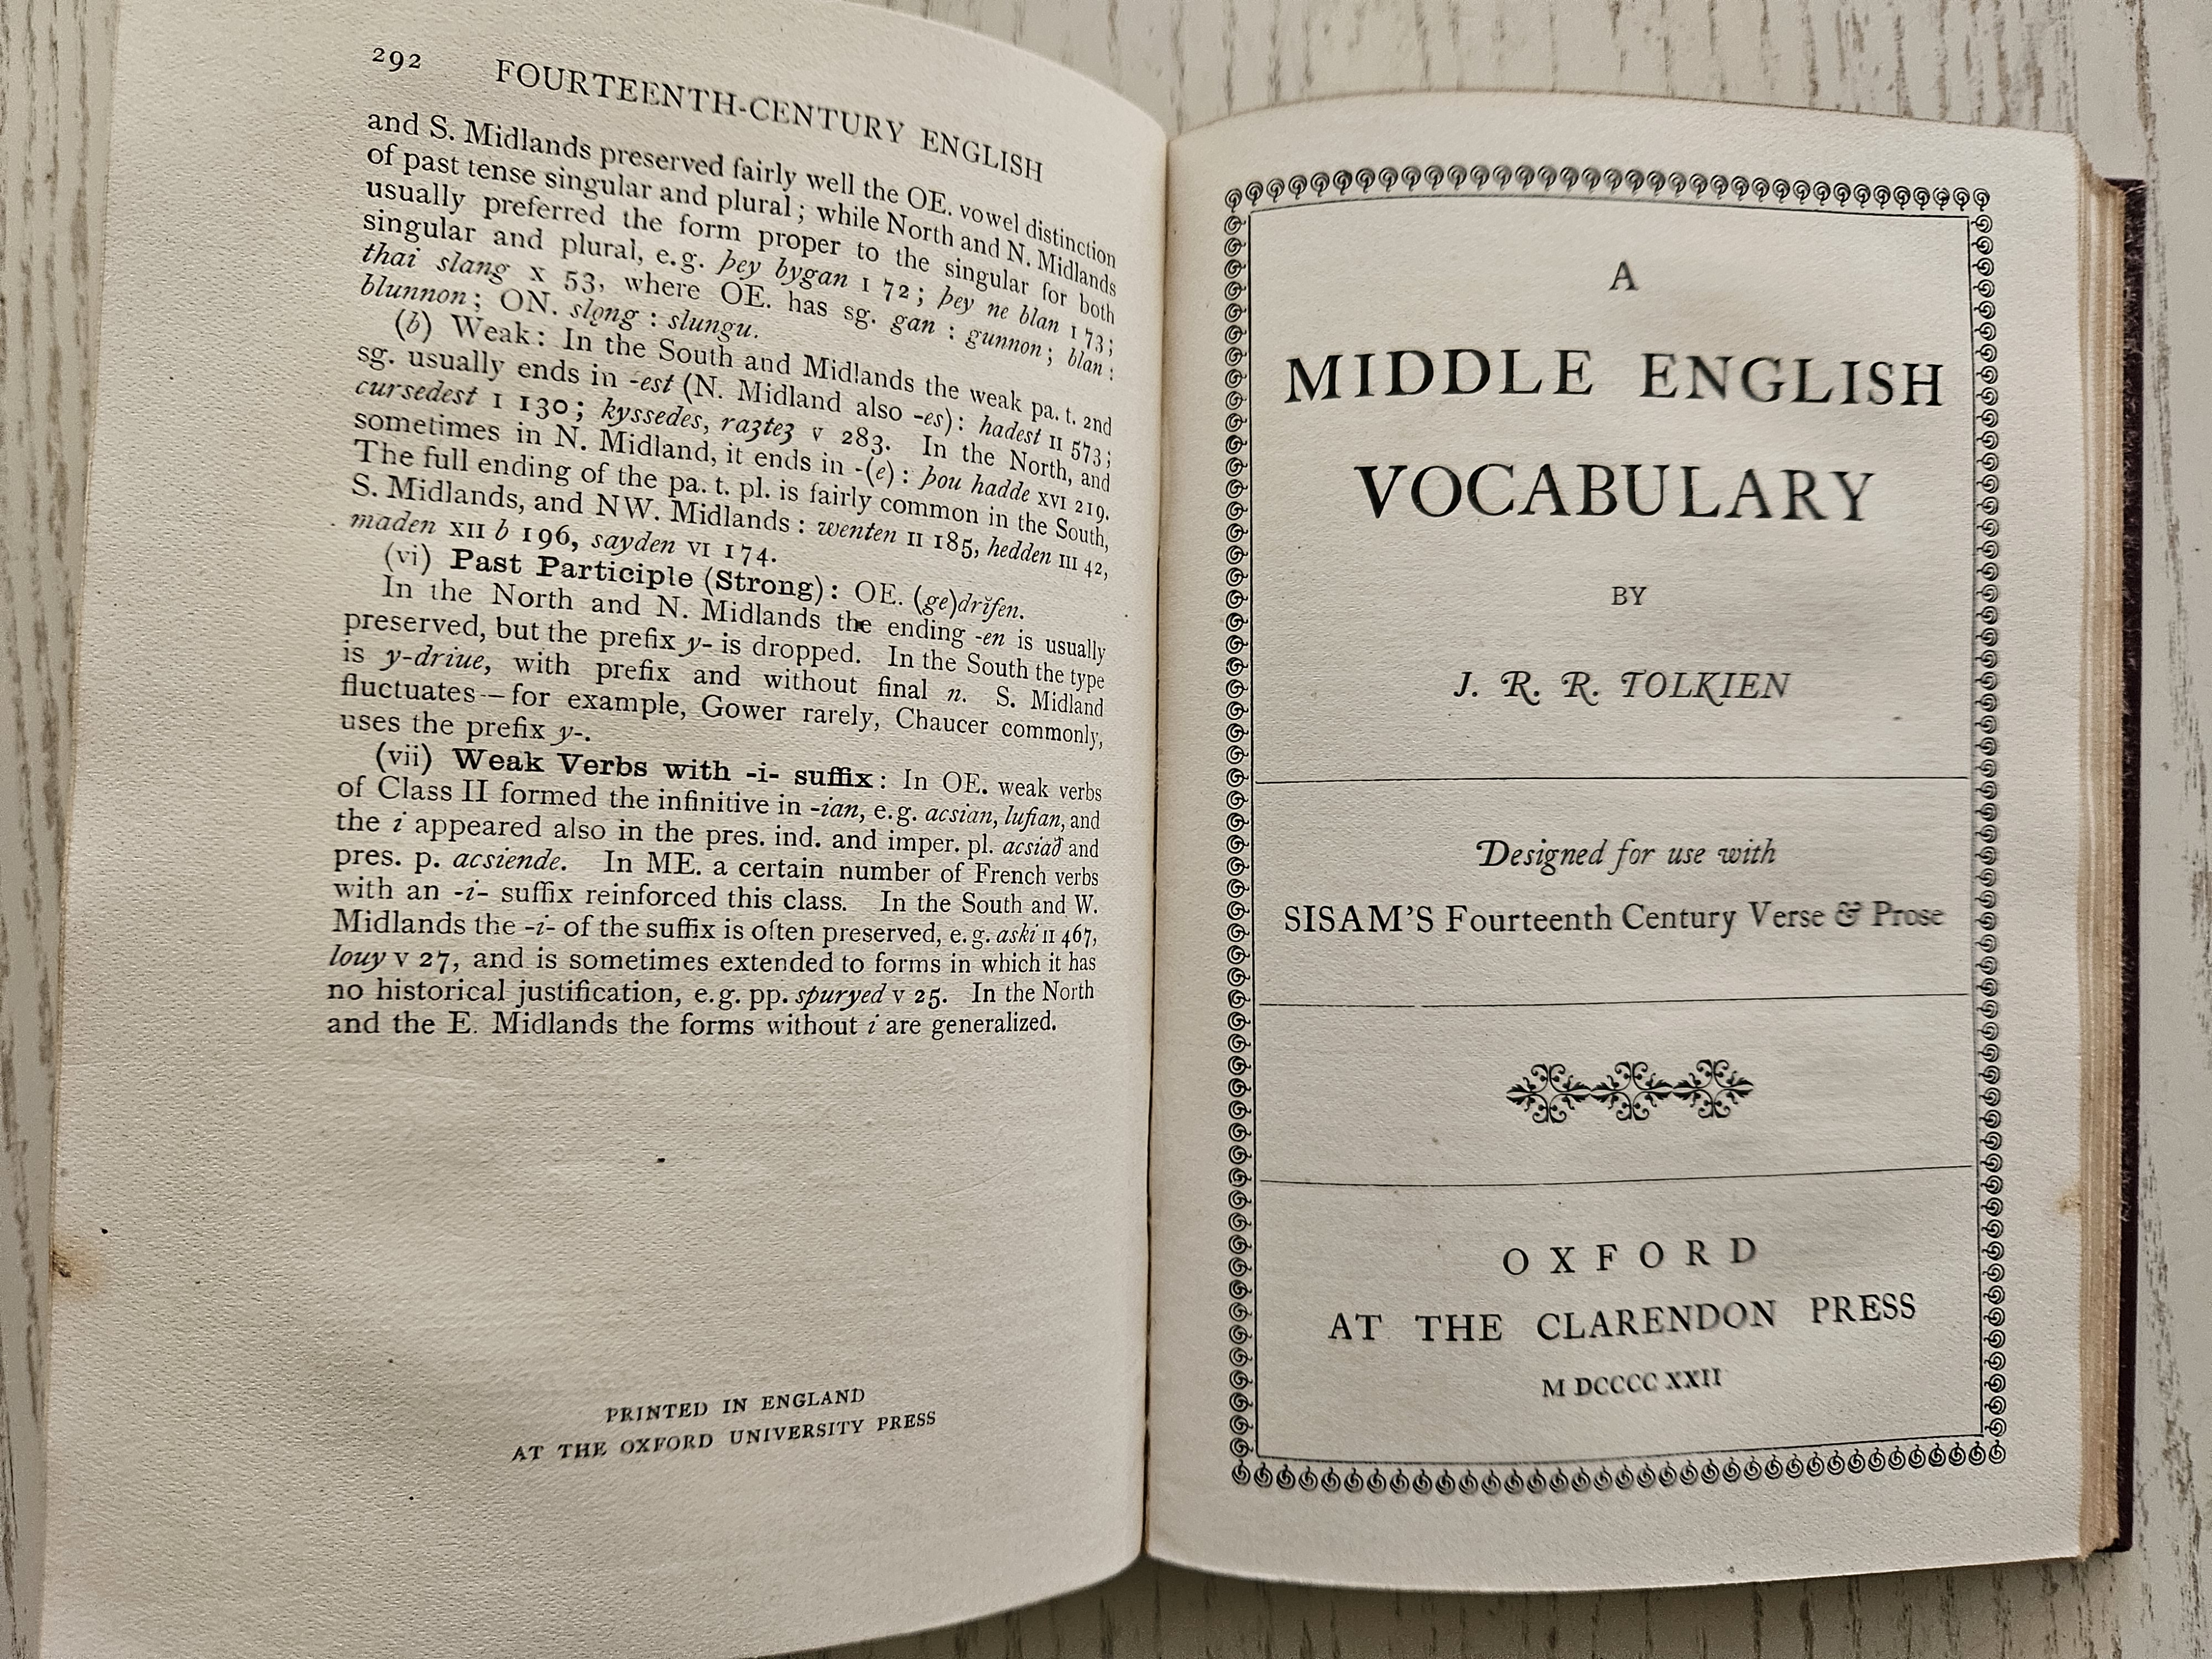 292 FOURTEENTH-CENTURY ENGLISH
and S. Midlands preserved fairly well the OE. vowel distinction
of past tense singular and plural; while North and N. Midlands
usually preferred the form proper to the singular for both
singular and plural, e.g. þey bygan I 72; þey ne blan I 73;
thai slang X 53, where OE. has sg. gan : gunnon; blan :
blunnon; ON. slǫng : slungu.
(b) Weak: In the South and Midlands the weak pa. t. 2nd
sg. usually ends in -est (N. Midland also -es): hadest II 573;
cursedest I 130; kyssedes, raȝteȝ V 283. In the North, and
sometimes in N. Midland, it ends in -(e): þou hadde XVI 219.
The full ending of the pa. t. pl. is fairly common in the South,
S. Midlands, and NW. Midlands: wenten II 185, hedden III 42,
maden XII b 196, sayden VI 174.
(vi) Past Participle (Strong): OE. (ge)drĭfen.
In the North and N. Midlands the ending -en is usually
preserved, but the prefix y- is dropped. In the South the type
is y-driue, with prefix and without final n. S. Midland
fluctuates—for example, Gower rarely, Chaucer commonly,
uses the prefix y-.
(vii) Weak Verbs with -i- suffix: In OE. weak verbs
of Class II formed the infinitive in -ian, e.g. acsian, lufian, and
the i appeared also in the pres. ind. and imper. pl. acsiað and
pres. p. acsiende. In ME. a certain number of French verbs
with an -i- suffix reinforced this class. In the South and W.
Midlands the -i- of the suffix is often preserved, e.g. aski II 467,
louy V 27, and is sometimes extended to forms in which it has
no historical justification, e.g. pp. spuryed V 25. In the North
and the E. Midlands the forms without i are generalized.
PRINTED IN ENGLAND
AT THE OXFORD UNIVERSITY PRESS
A
MIDDLE ENGLISH
VOCABULARY
BY
J. R. R. TOLKIEN
Designed for use with
SISAM'S Fourteenth Century Verse & Prose
OXFORD
AT THE CLARENDON PRESS
M DCCCC XXII